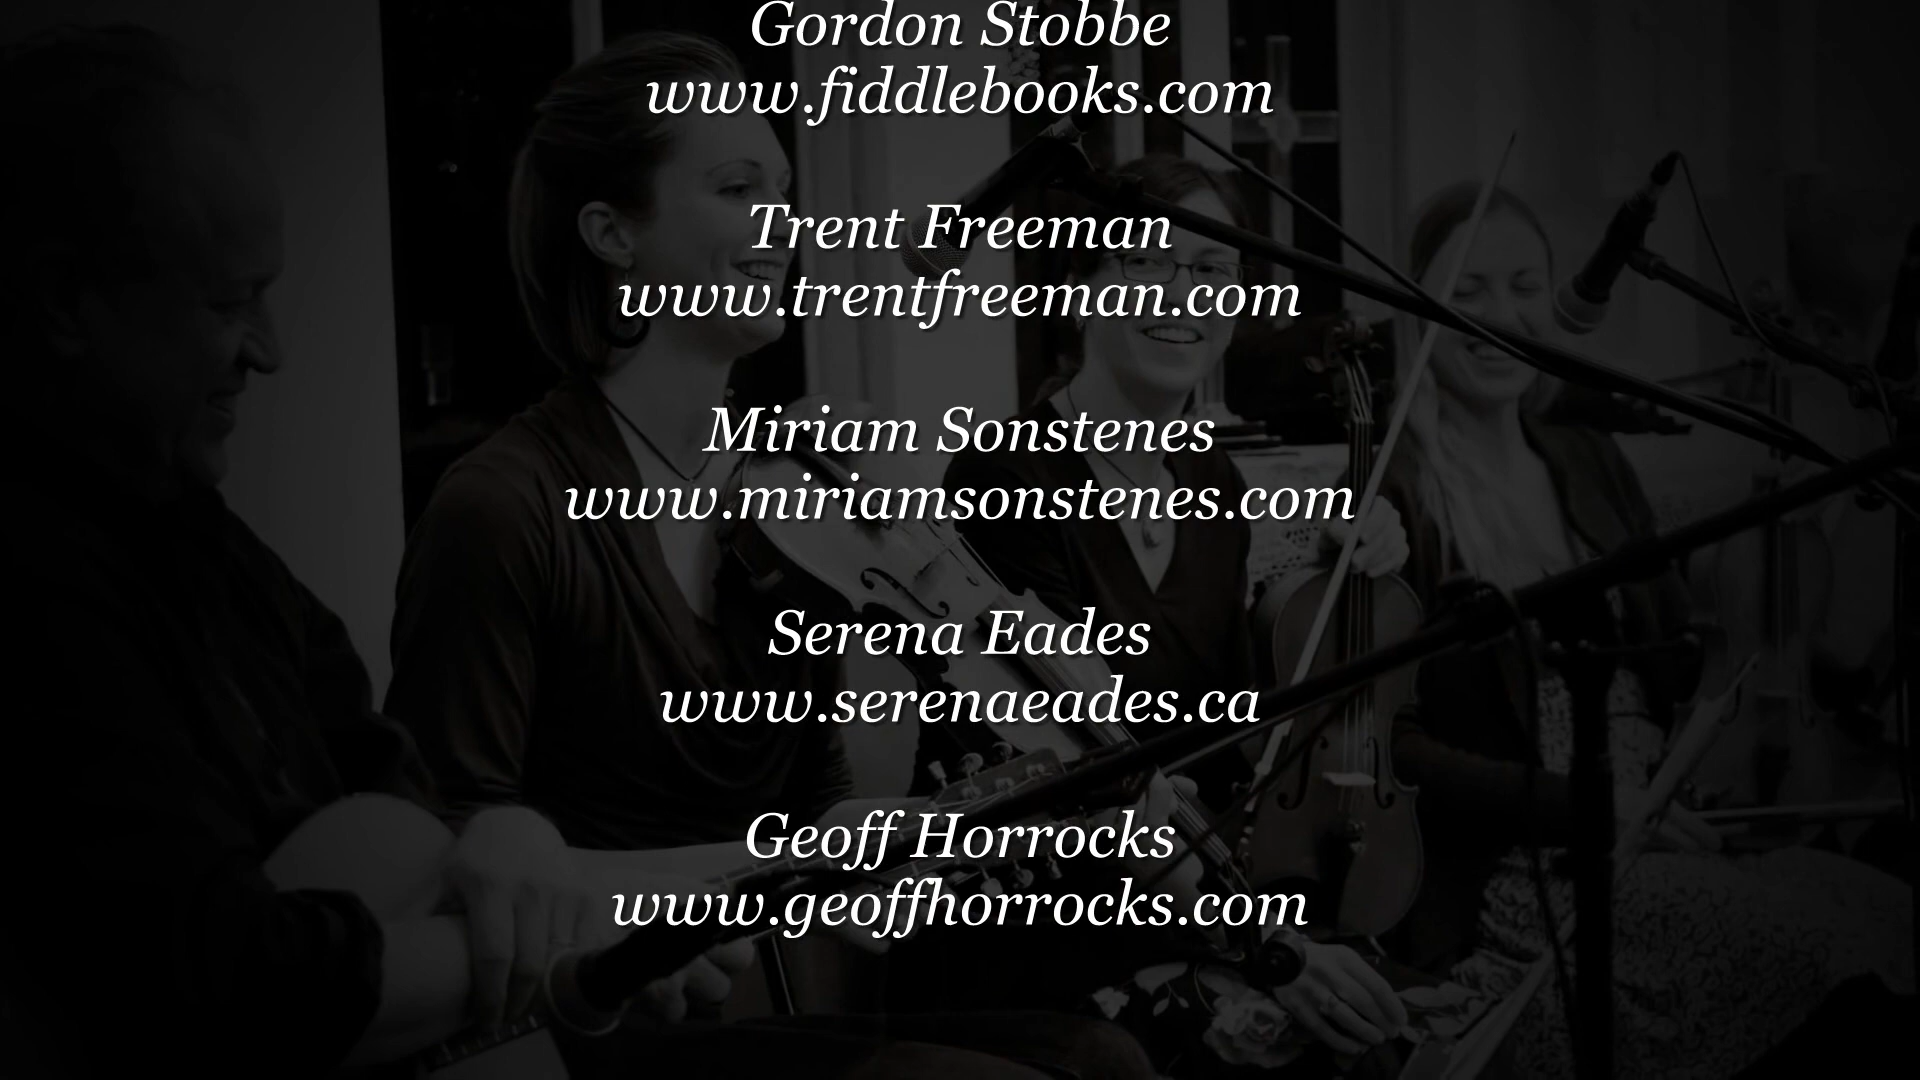 Gordon Stobbe
www.fiddlebooks.com
Trent Freeman
www.trentfreeman.com
Miriam Sonstenes
www.miriamsonstenes.com
Serena Eades
www.serenaeades.ca
Geoff Horrocks
www.geoffhorrocks.com